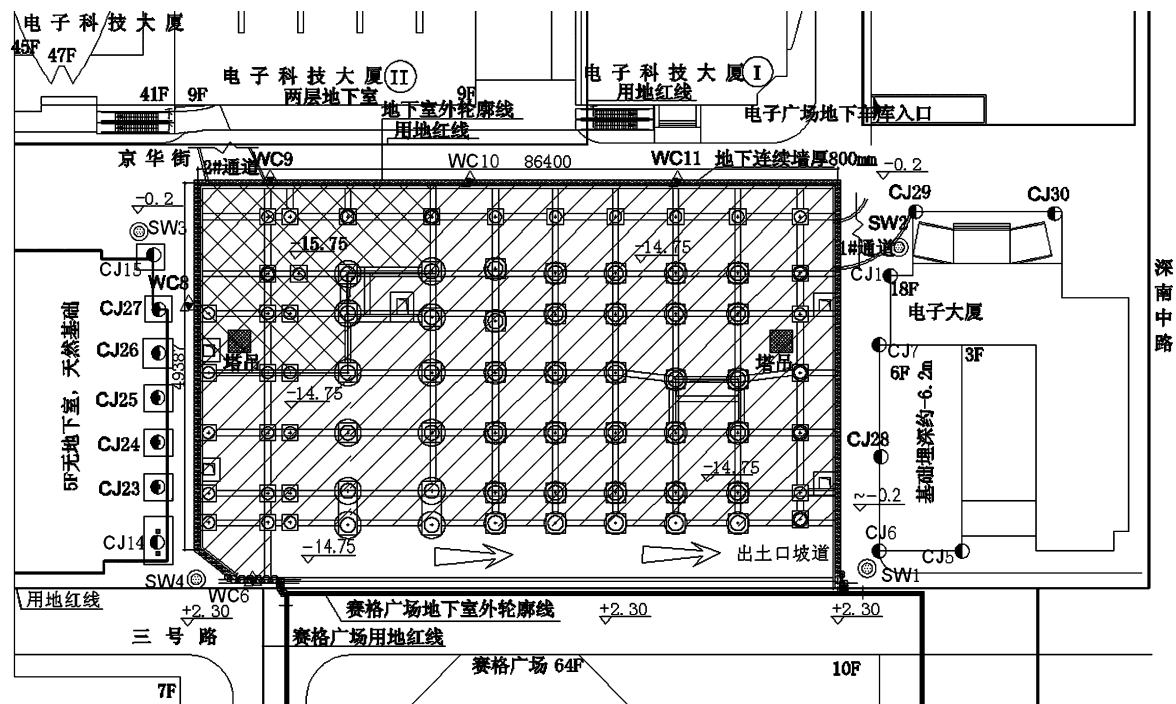 电子科技大厦
45F
47F
41F
9F
电子科技大厦 II
两层地下室
9F
电子科技大厦 I
用地红线
地下室外轮廓线
用地红线
电子广场地下车库入口
京华街
2#通道
WC9
WC10
86400
WC11
地下连续墙厚800mm
-0.2
-0.2
CJ29
CJ30
SW3
SW2
1#通道
-15.75
-14.75
CJ15
CJ1
WC8
18F
CJ27
电子大厦
深南中路
CJ26
塔吊
塔吊
CJ7
6F
3F
49387
5F无地下室，天然基础
CJ25
-14.75
基础埋深约-6.2m
CJ24
CJ28
CJ23
-14.75
~-0.2
CJ14
-14.75
出土口坡道
CJ6
CJ5
SW4
SW1
WC6
用地红线
+2.30
赛格广场地下室外轮廓线
+2.30
+2.30
三号路
赛格广场用地红线
赛格广场 64F
10F
7F